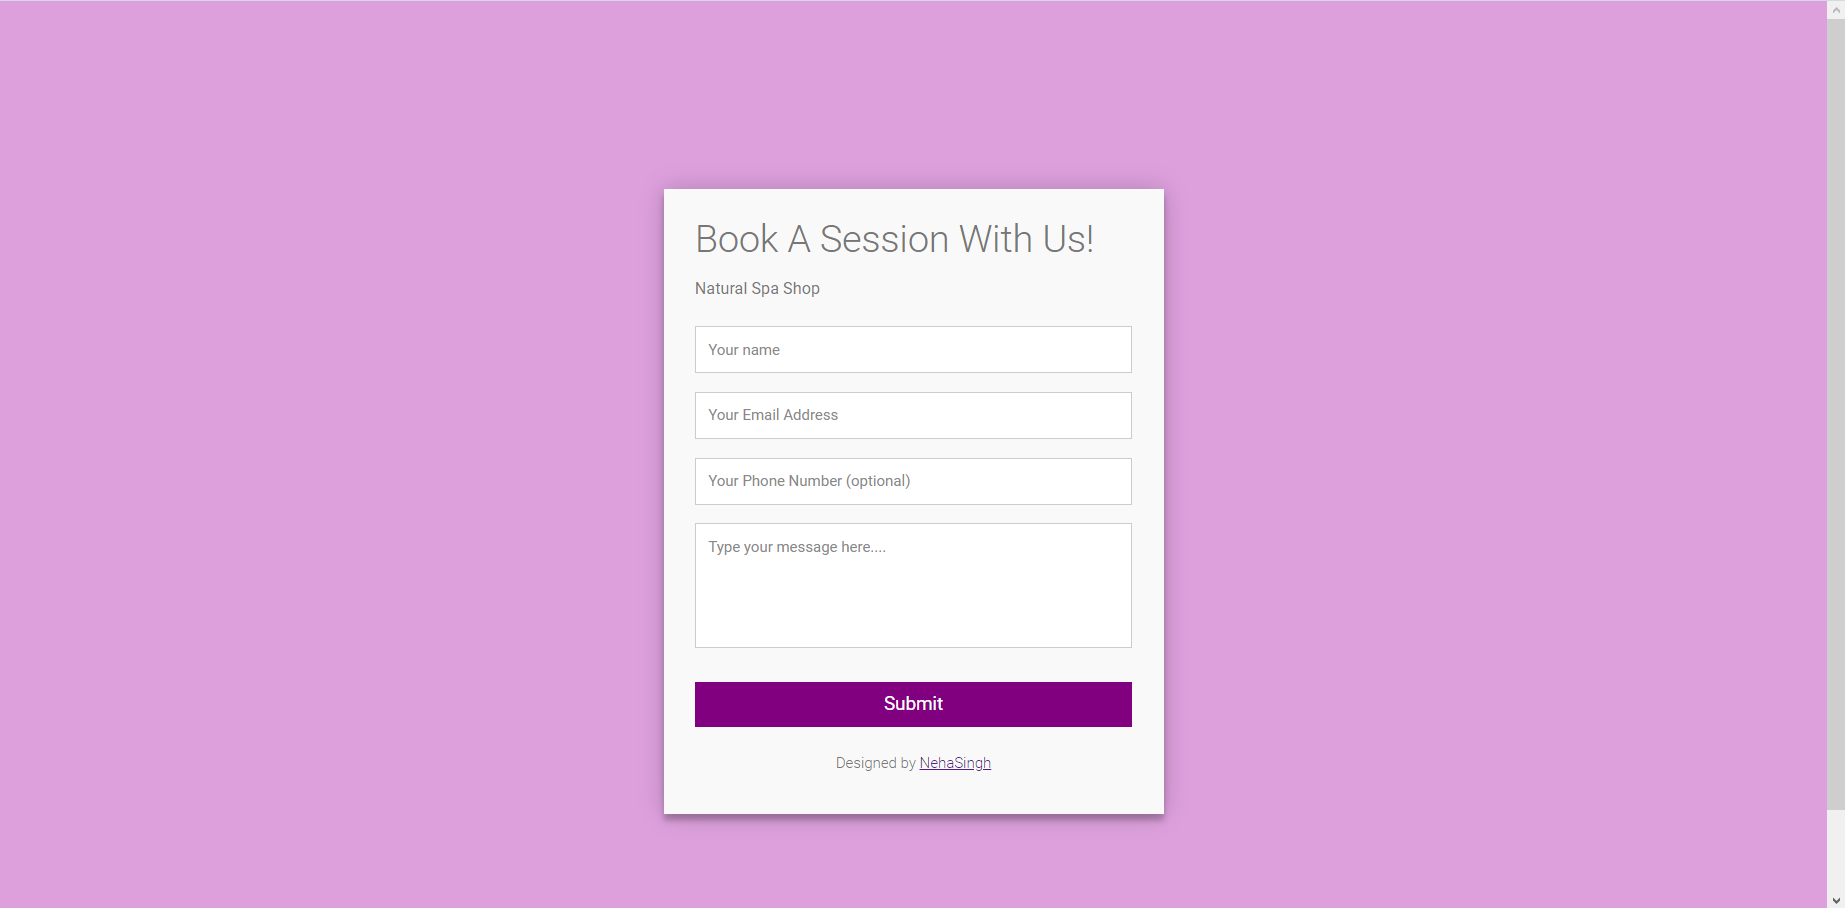 Book A Session With Us!
Natural Spa Shop
Your name
Your Email Address
Your Phone Number (optional)
Type your message here....
Submit
Designed by NehaSingh